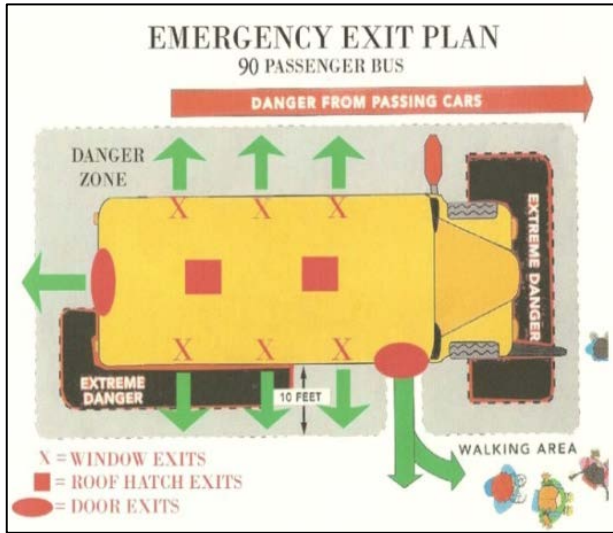 EMERGENCY EXIT PLAN
90 PASSENGER BUS
DANGER FROM PASSING CARS
DANGER
ZONE
X X X
EXTREME DANGER
X X X
EXTREME
DANGER
10 FEET
WALKING AREA
X = WINDOW EXITS
= ROOF HATCH EXITS
= DOOR EXITS